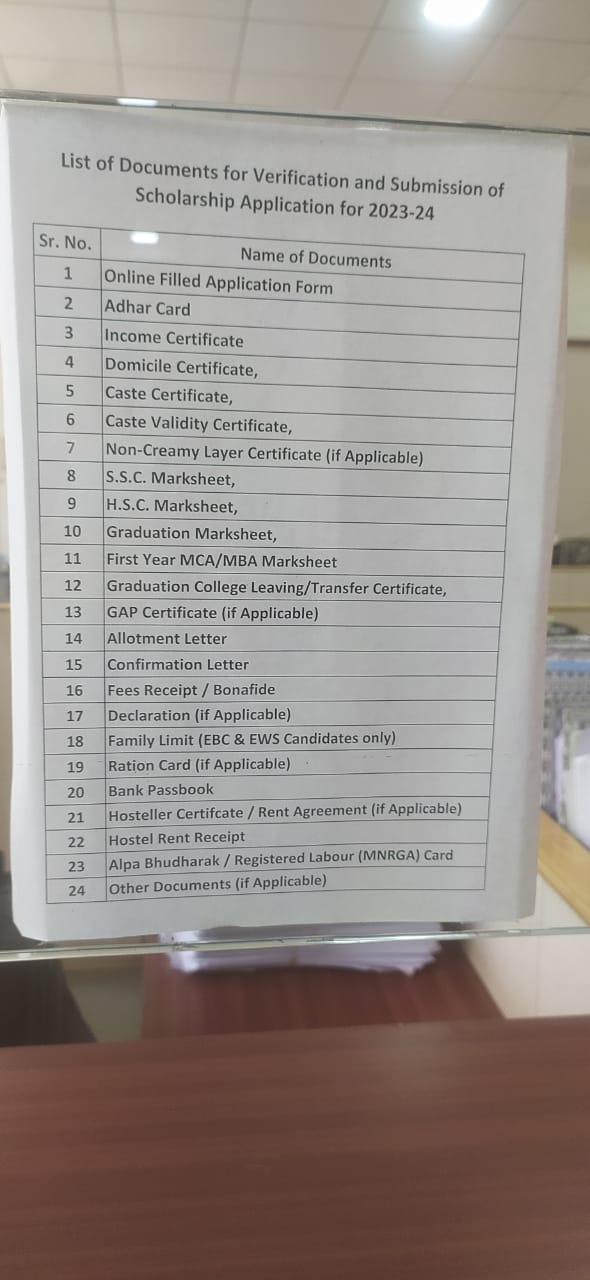 List of Documents for Verification and Submission of
Scholarship Application for 2023-24
Sr. No. Name of Documents
1 Online Filled Application Form
2 Adhar Card
3 Income Certificate
4 Domicile Certificate,
5 Caste Certificate,
6 Caste Validity Certificate,
7 Non-Creamy Layer Certificate (if Applicable)
8 S.S.C. Marksheet,
9 H.S.C. Marksheet,
10 Graduation Marksheet,
11 First Year MCA/MBA Marksheet
12 Graduation College Leaving/Transfer Certificate,
13 GAP Certificate (if Applicable)
14 Allotment Letter
15 Confirmation Letter
16 Fees Receipt / Bonafide
17 Declaration (if Applicable)
18 Family Limit (EBC & EWS Candidates only)
19 Ration Card (if Applicable)
20 Bank Passbook
21 Hosteller Certifcate / Rent Agreement (if Applicable)
22 Hostel Rent Receipt
23 Alpa Bhudharak / Registered Labour (MNRGA) Card
24 Other Documents (if Applicable)